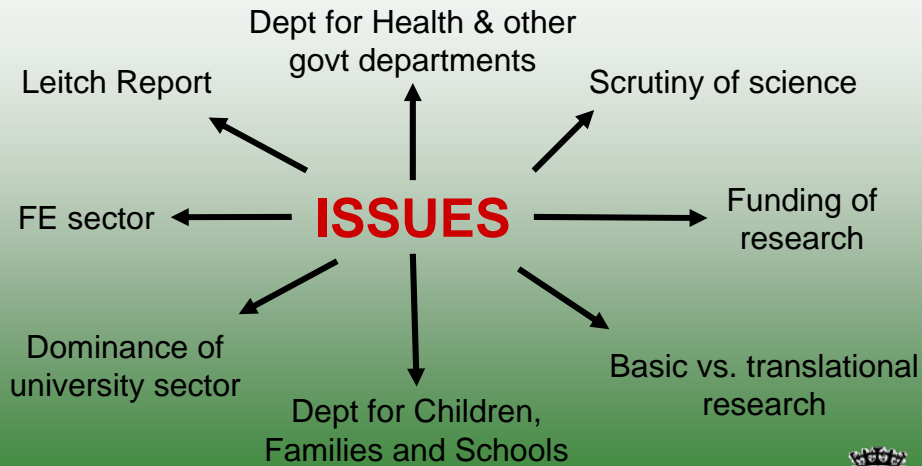 Dept for Health & other
govt departments
Leitch Report
Scrutiny of science
FE sector
ISSUES
Funding of
research
Dominance of
university sector
Basic vs. translational
research
Dept for Children,
Families and Schools